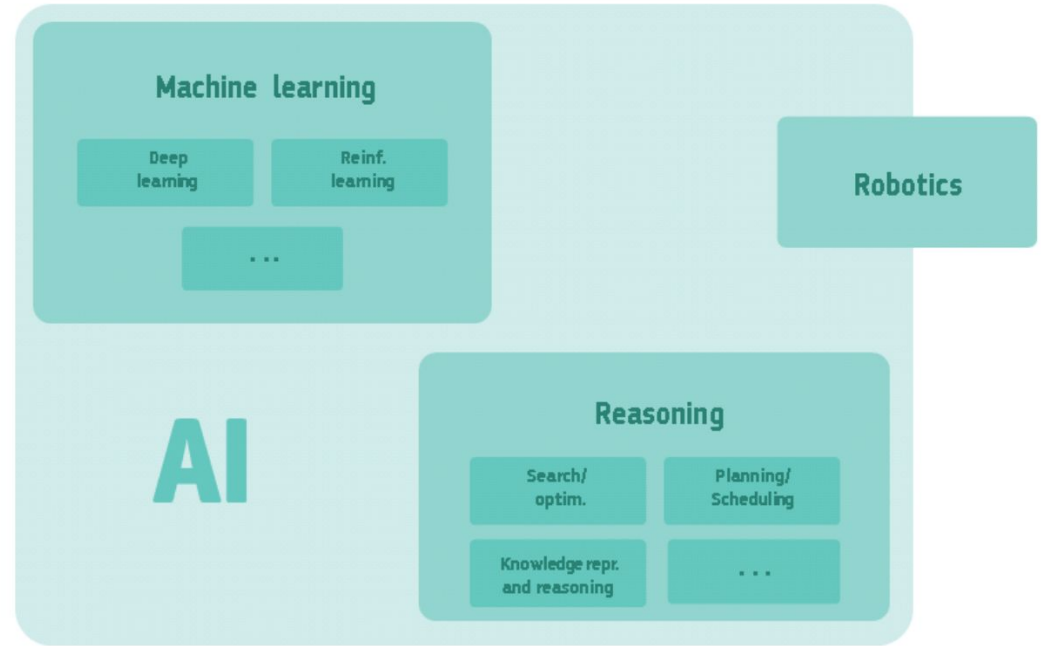 Machine learning
Deep
learning
Reinf.
learning
...
Robotics
AI
Reasoning
Search/
optim.
Planning/
Scheduling
Knowledge repr.
and reasoning
...